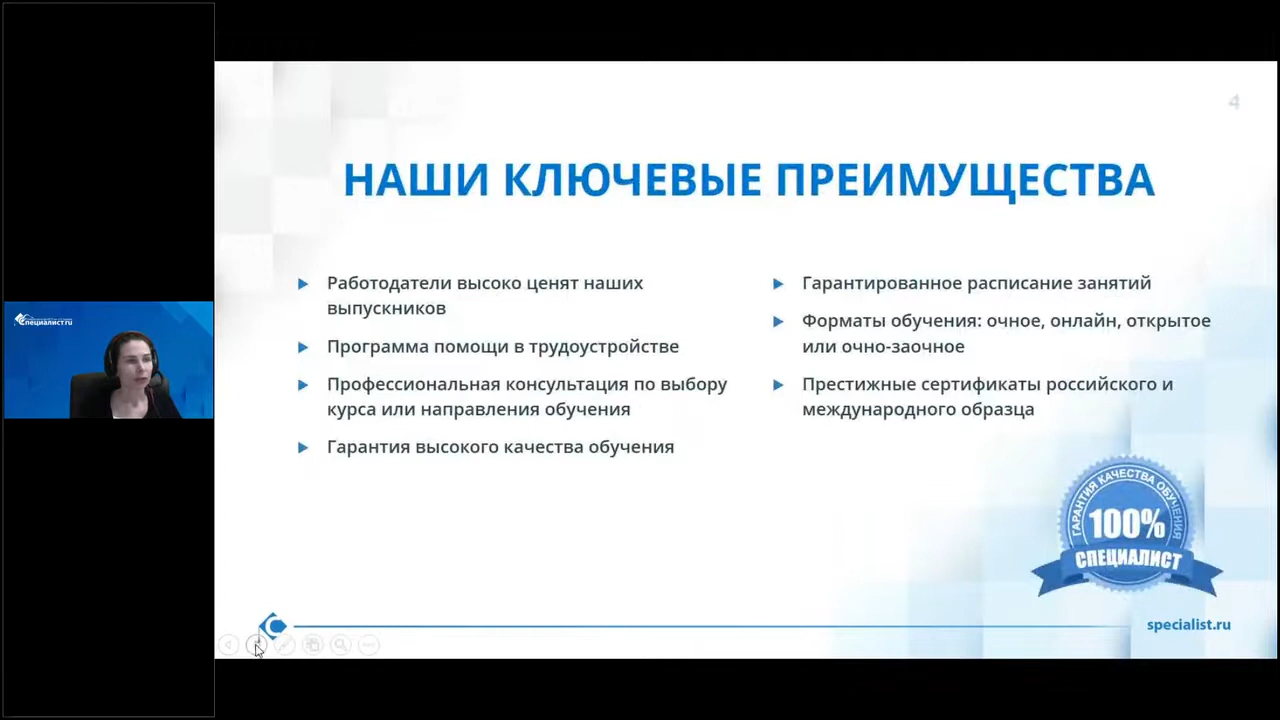 4
НАШИ КЛЮЧЕВЫЕ ПРЕИМУЩЕСТВА
Работодатели высоко ценят наших
выпускников
Программа помощи в трудоустройстве
Профессиональная консультация по выбору
курса или направления обучения
Гарантия высокого качества обучения
Гарантированное расписание занятий
Форматы обучения: очное, онлайн, открытое
или очно-заочное
Престижные сертификаты российского и
международного образца
Специалист.ru
ГАРАНТИЯ КАЧЕСТВА ОБУЧЕНИЯ
100%
СПЕЦИАЛИСТ
specialist.ru